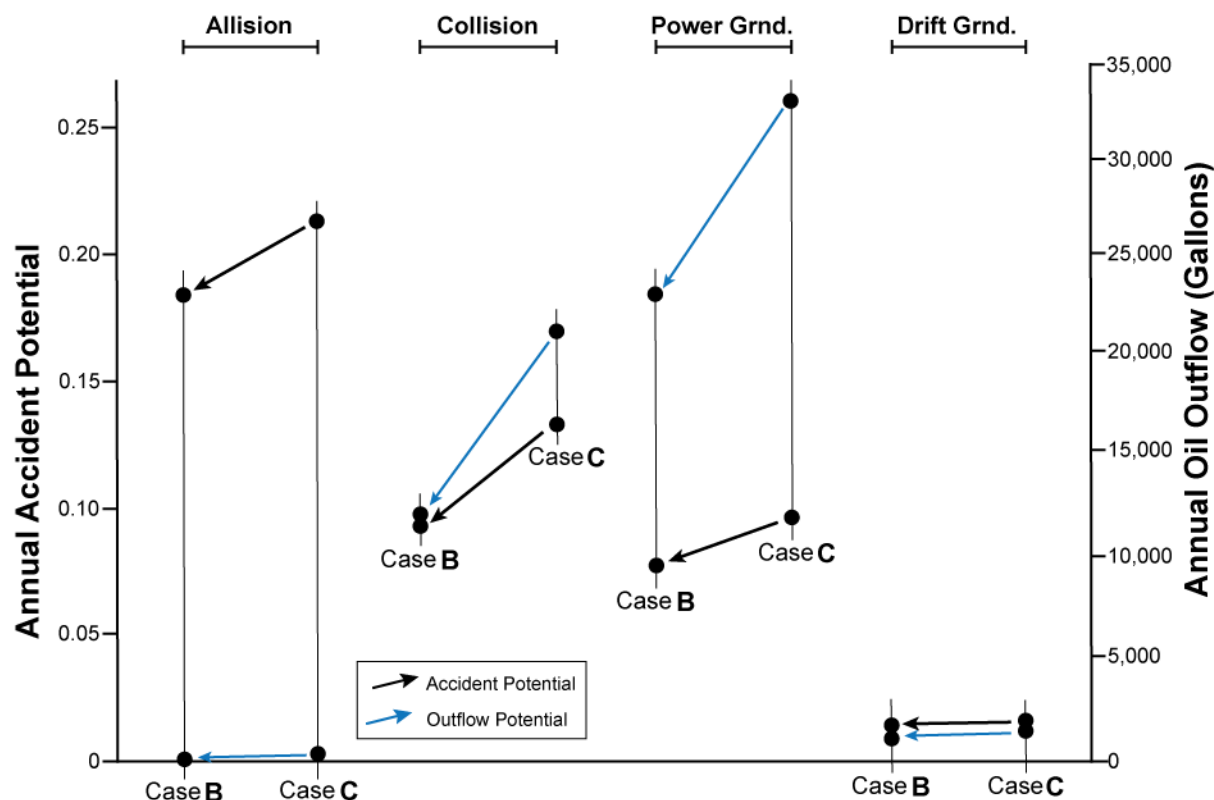 Allision
Collision
Power Grnd.
Drift Grnd.
Annual Accident Potential
0.25
0.20
0.15
0.10
0.05
0
35,000
30,000
25,000
20,000
15,000
10,000
5,000
0
Annual Oil Outflow (Gallons)
Case C
Case B
Case C
Case B
Accident Potential
Outflow Potential
Case B
Case C
Case B
Case C